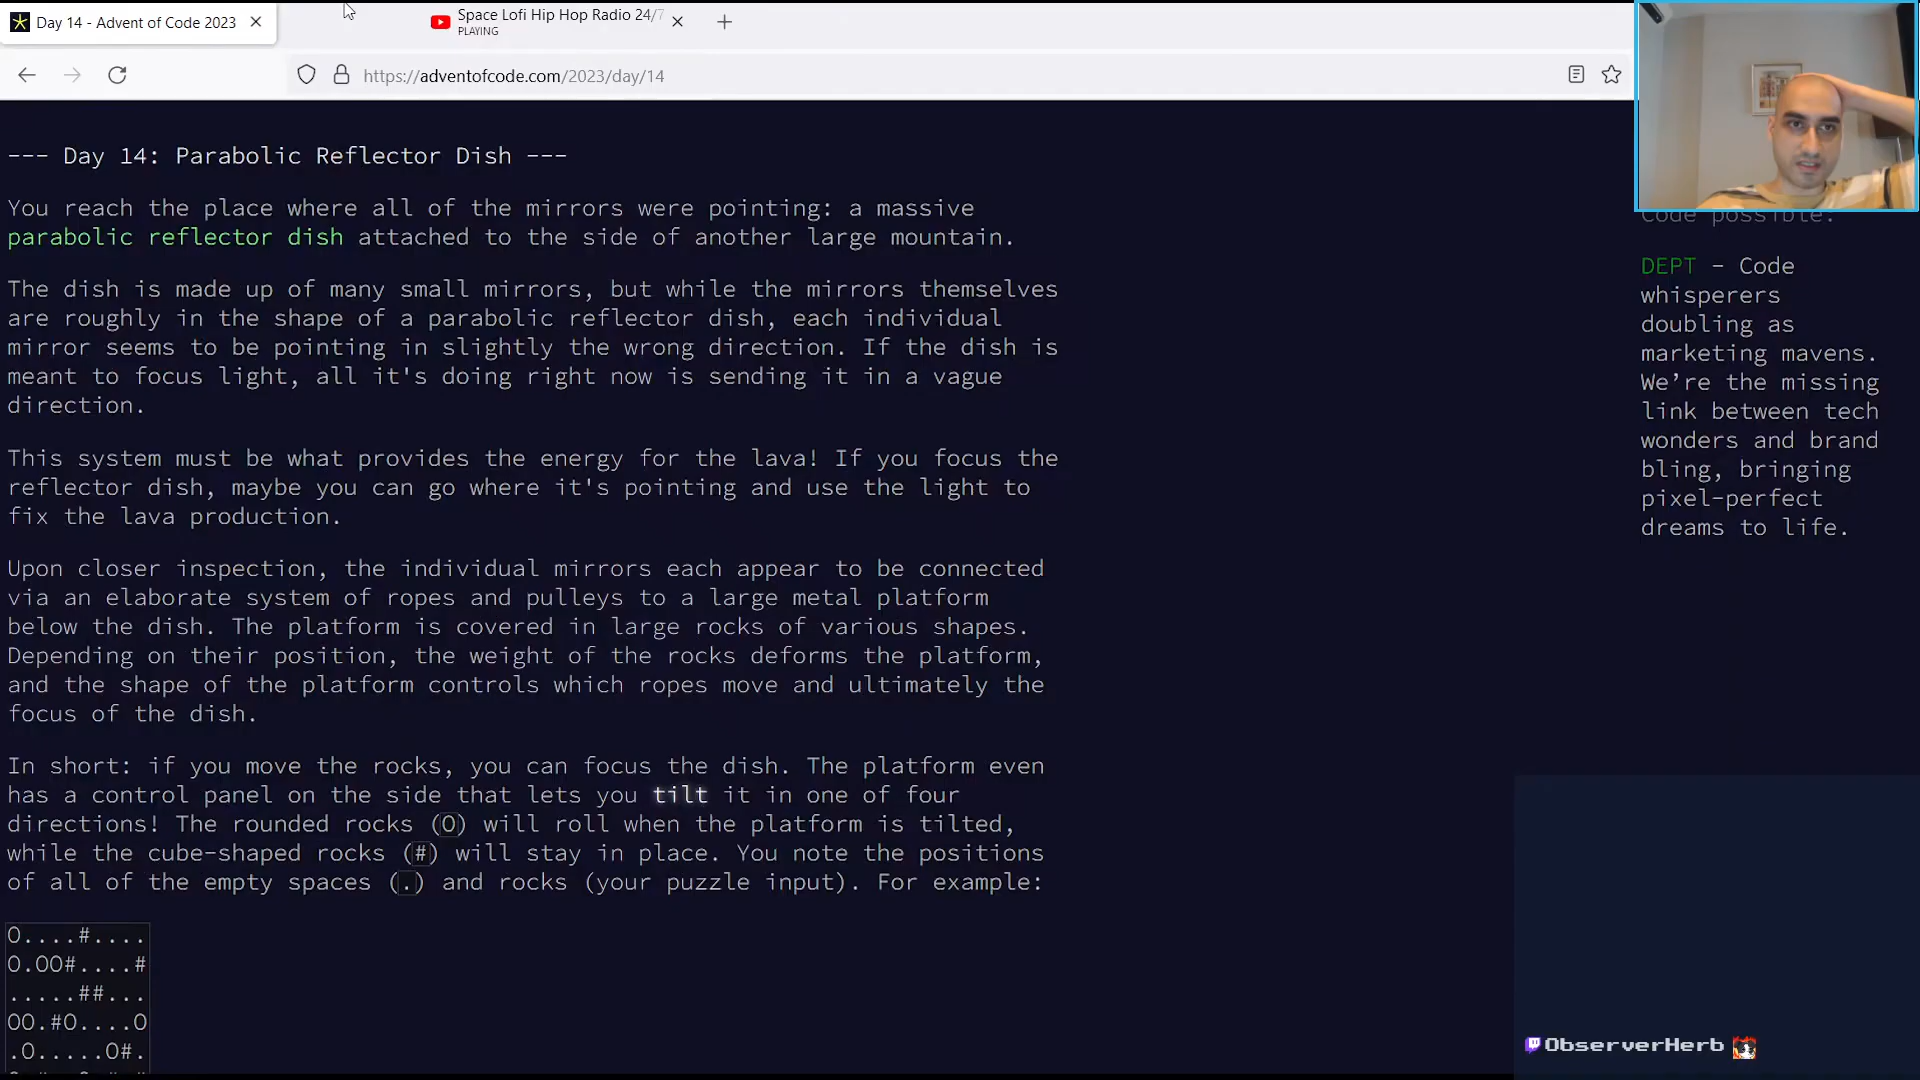 Day 14 - Advent of Code 2023
Space Lofi Hip Hop Radio 24/7
PLAYING
https://adventofcode.com/2023/day/14
--- Day 14: Parabolic Reflector Dish ---
You reach the place where all of the mirrors were pointing: a massive
parabolic reflector dish attached to the side of another large mountain.
The dish is made up of many small mirrors, but while the mirrors themselves
are roughly in the shape of a parabolic reflector dish, each individual
mirror seems to be pointing in slightly the wrong direction. If the dish is
meant to focus light, all it's doing right now is sending it in a vague
direction.
This system must be what provides the energy for the lava! If you focus the
reflector dish, maybe you can go where it's pointing and use the light to
fix the lava production.
Upon closer inspection, the individual mirrors each appear to be connected
via an elaborate system of ropes and pulleys to a large metal platform
below the dish. The platform is covered in large rocks of various shapes.
Depending on their position, the weight of the rocks deforms the platform,
and the shape of the platform controls which ropes move and ultimately the
focus of the dish.
In short: if you move the rocks, you can focus the dish. The platform even
has a control panel on the side that lets you tilt it in one of four
directions! The rounded rocks (O) will roll when the platform is tilted,
while the cube-shaped rocks (#) will stay in place. You note the positions
of all of the empty spaces (.) and rocks (your puzzle input). For example:
O....#....
O.OO#....#
.....##...
OO.#O....O
.O.....O#.
Code possible:
DEPT - Code
whisperers
doubling as
marketing mavens.
We’re the missing
link between tech
wonders and brand
bling, bringing
pixel-perfect
dreams to life.
ObserverHerb